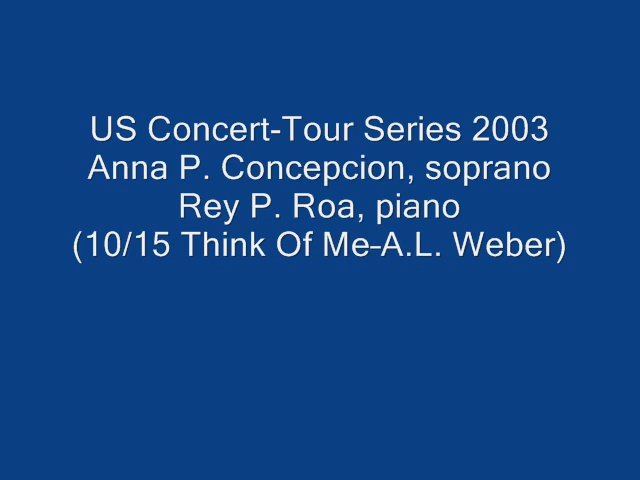 US Concert-Tour Series 2003
Anna P. Concepcion, soprano
Rey P. Roa, piano
(10/15 Think Of Me–A.L. Weber)